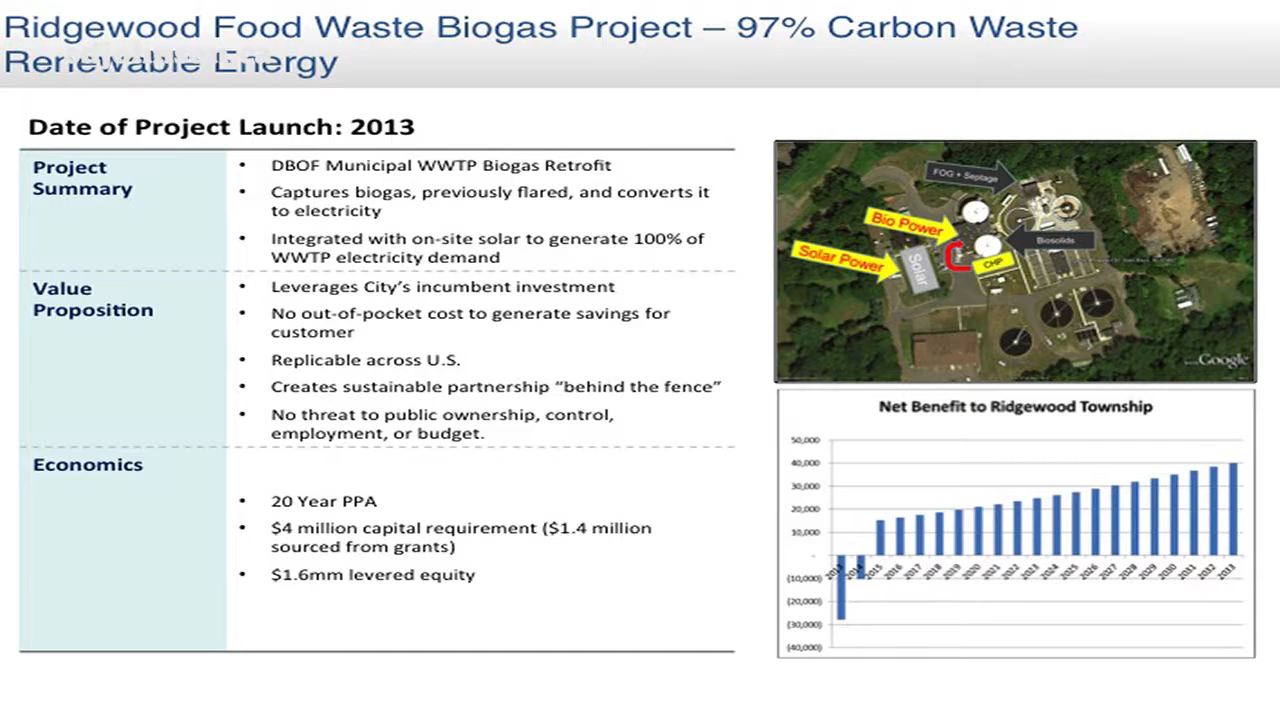 Ridgewood Food Waste Biogas Project – 97% Carbon Waste
Renewable Energy
Date of Project Launch: 2013
Project
Summary
• DBOF Municipal WWTP Biogas Retrofit
• Captures biogas, previously flared, and converts it
to electricity
• Integrated with on-site solar to generate 100% of
WWTP electricity demand
Value
Proposition
• Leverages City’s incumbent investment
• No out-of-pocket cost to generate savings for
customer
• Replicable across U.S.
• Creates sustainable partnership “behind the fence”
• No threat to public ownership, control,
employment, or budget.
Economics
• 20 Year PPA
• $4 million capital requirement ($1.4 million
sourced from grants)
• $1.6mm levered equity
FOG + Septage
Bio Power
Biosolids
Solar Power
Solar
CHP
Google
Net Benefit to Ridgewood Township
50,000
40,000
30,000
20,000
10,000
-
(10,000)
(20,000)
(30,000)
(40,000)
2013 2014 2015 2016 2017 2018 2019 2020 2021 2022 2023 2024 2025 2026 2027 2028 2029 2030 2031 2032 2033